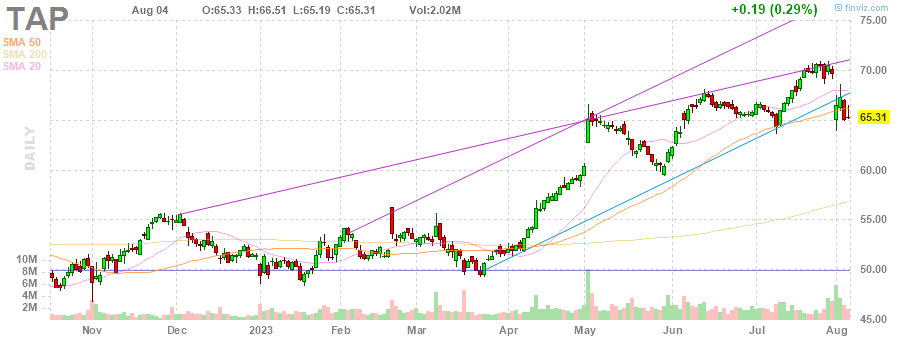 TAP
Aug 04 O:65.33 H:66.51 L:65.19 C:65.31 Vol:2.02M
+0.19 (0.29%)
finviz.com
SMA 50
SMA 200
SMA 20
DAILY
75.00
70.00
65.31
60.00
55.00
50.00
45.00
10M
8M
6M
4M
2M
Nov Dec 2023 Feb Mar Apr May Jun Jul Aug